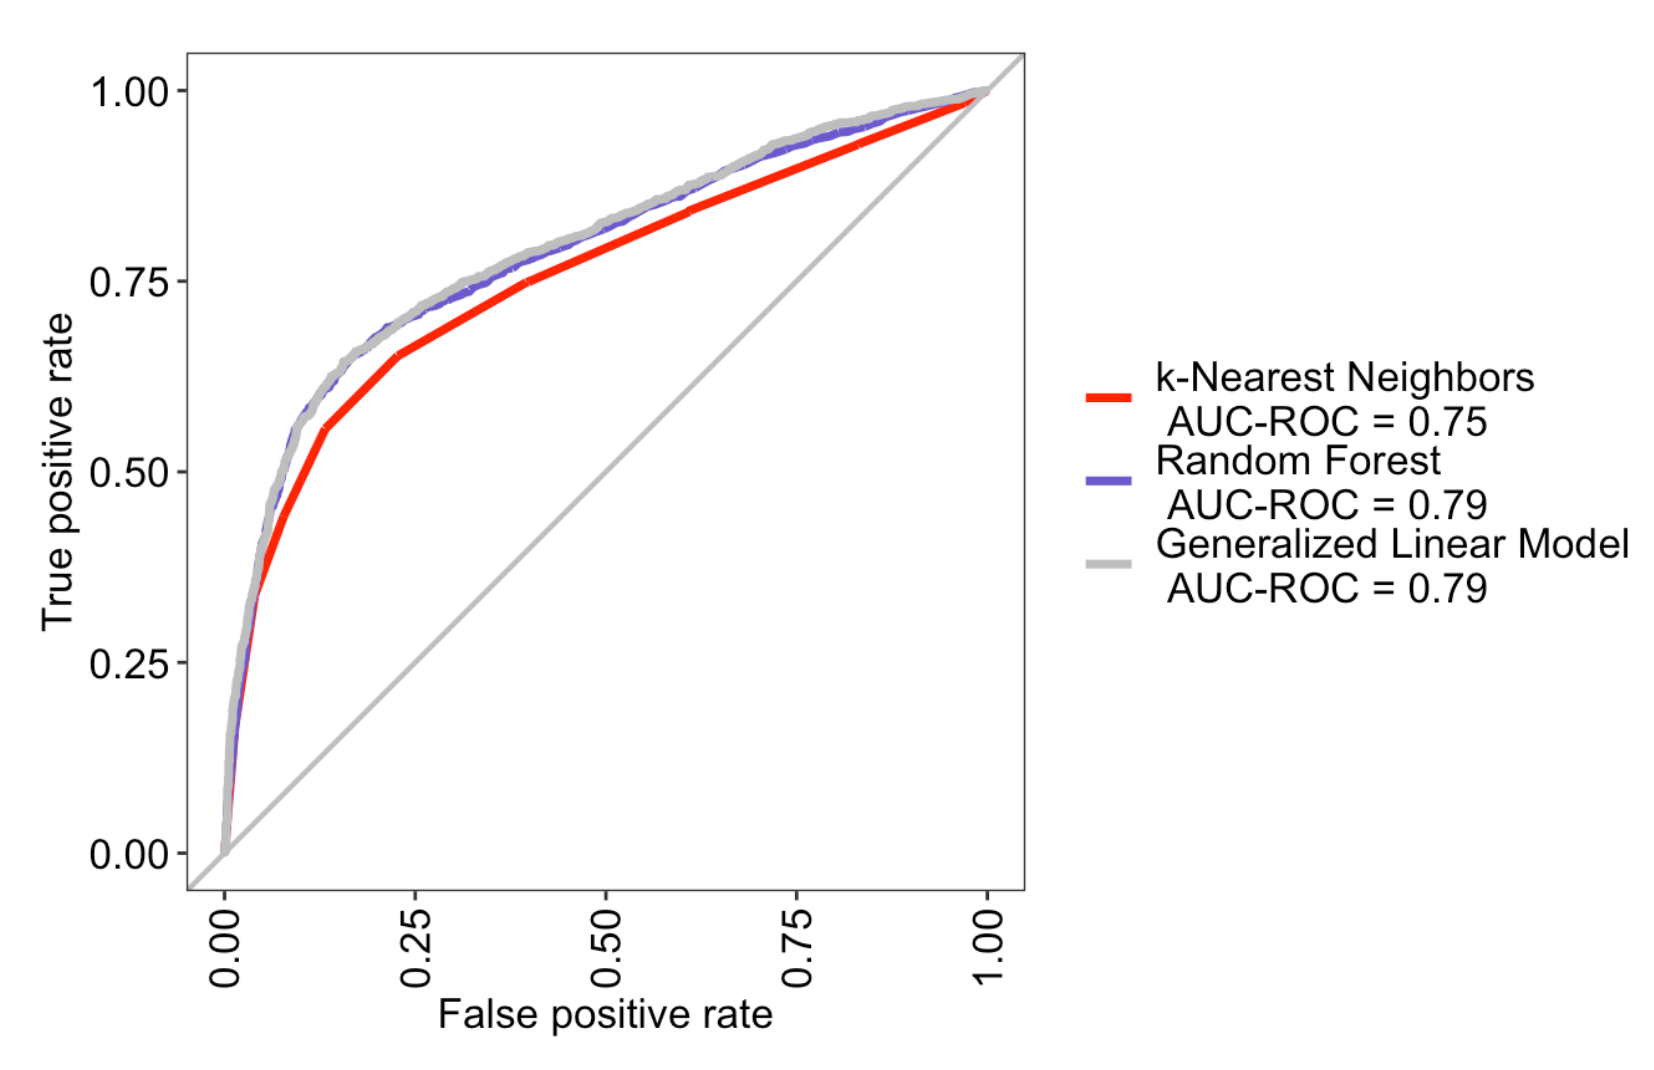 1.00
0.75
0.50
0.25
0.00
True positive rate
0.00
0.25
0.50
0.75
1.00
False positive rate
k-Nearest Neighbors
AUC-ROC = 0.75
Random Forest
AUC-ROC = 0.79
Generalized Linear Model
AUC-ROC = 0.79